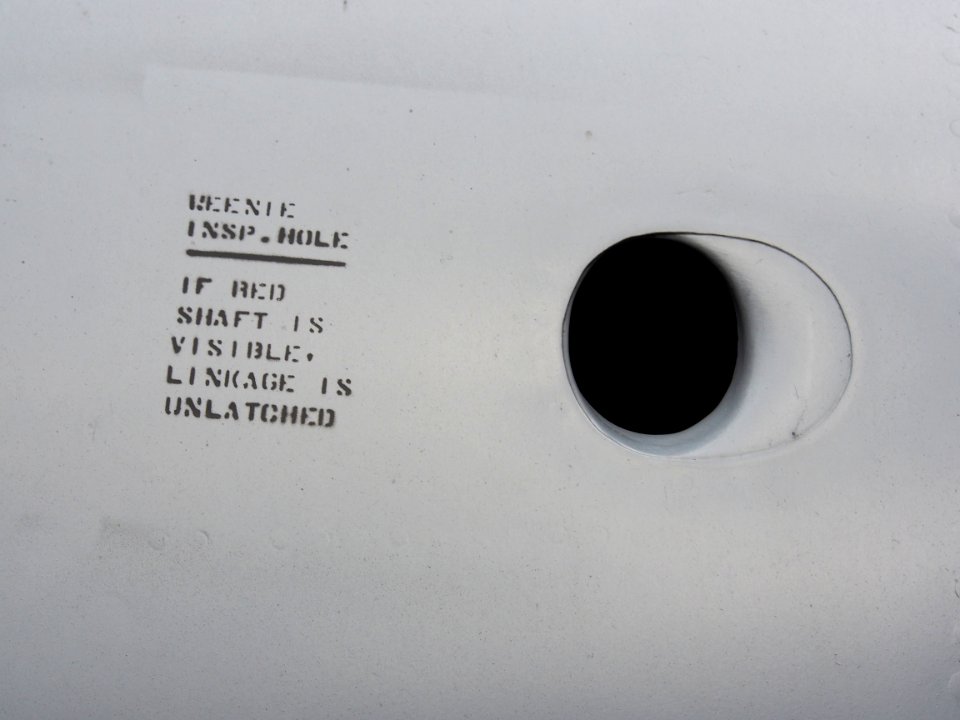 WEENIE
INSP. HOLE
IF RED
SHAFT IS
VISIBLE,
LINKAGE IS
UNLATCHED